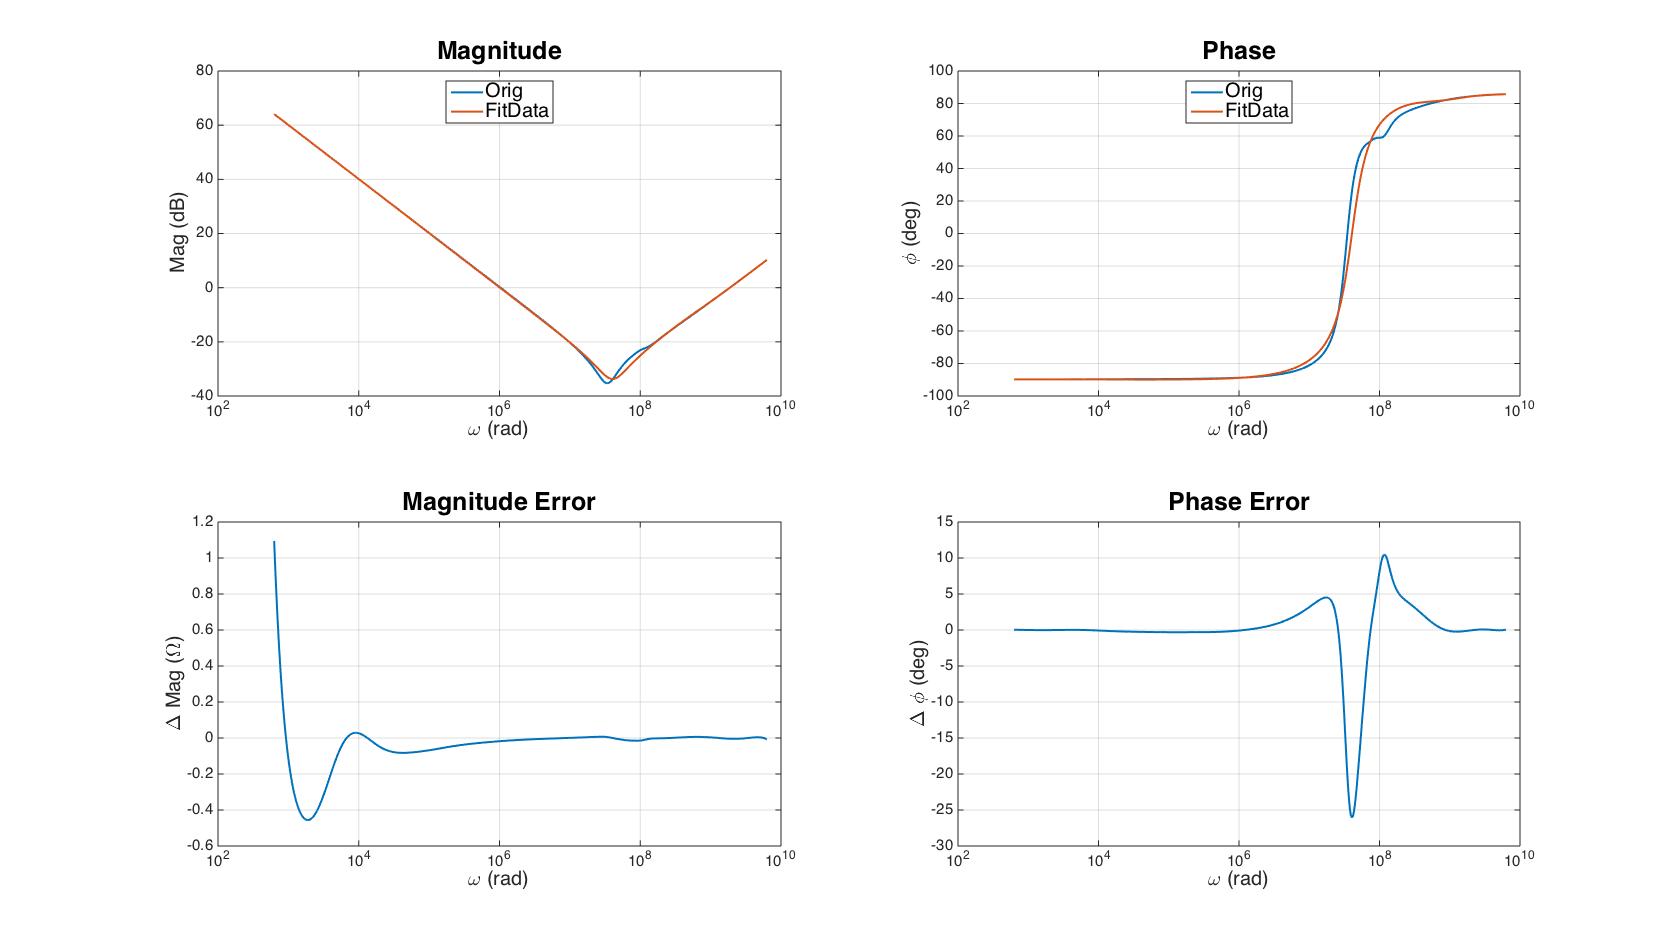 Magnitude
Orig
FitData
80
60
40
20
0
-20
-40
Mag (dB)
10^2 10^4 10^6 10^8 10^10
ω (rad)
Phase
Orig
FitData
100
80
60
40
20
0
-20
-40
-60
-80
-100
ϕ (deg)
10^2 10^4 10^6 10^8 10^10
ω (rad)
Magnitude Error
1.2
1
0.8
0.6
0.4
0.2
0
-0.2
-0.4
-0.6
Δ Mag (Ω)
10^2 10^4 10^6 10^8 10^10
ω (rad)
Phase Error
15
10
5
0
-5
-10
-15
-20
-25
-30
Δ ϕ (deg)
10^2 10^4 10^6 10^8 10^10
ω (rad)